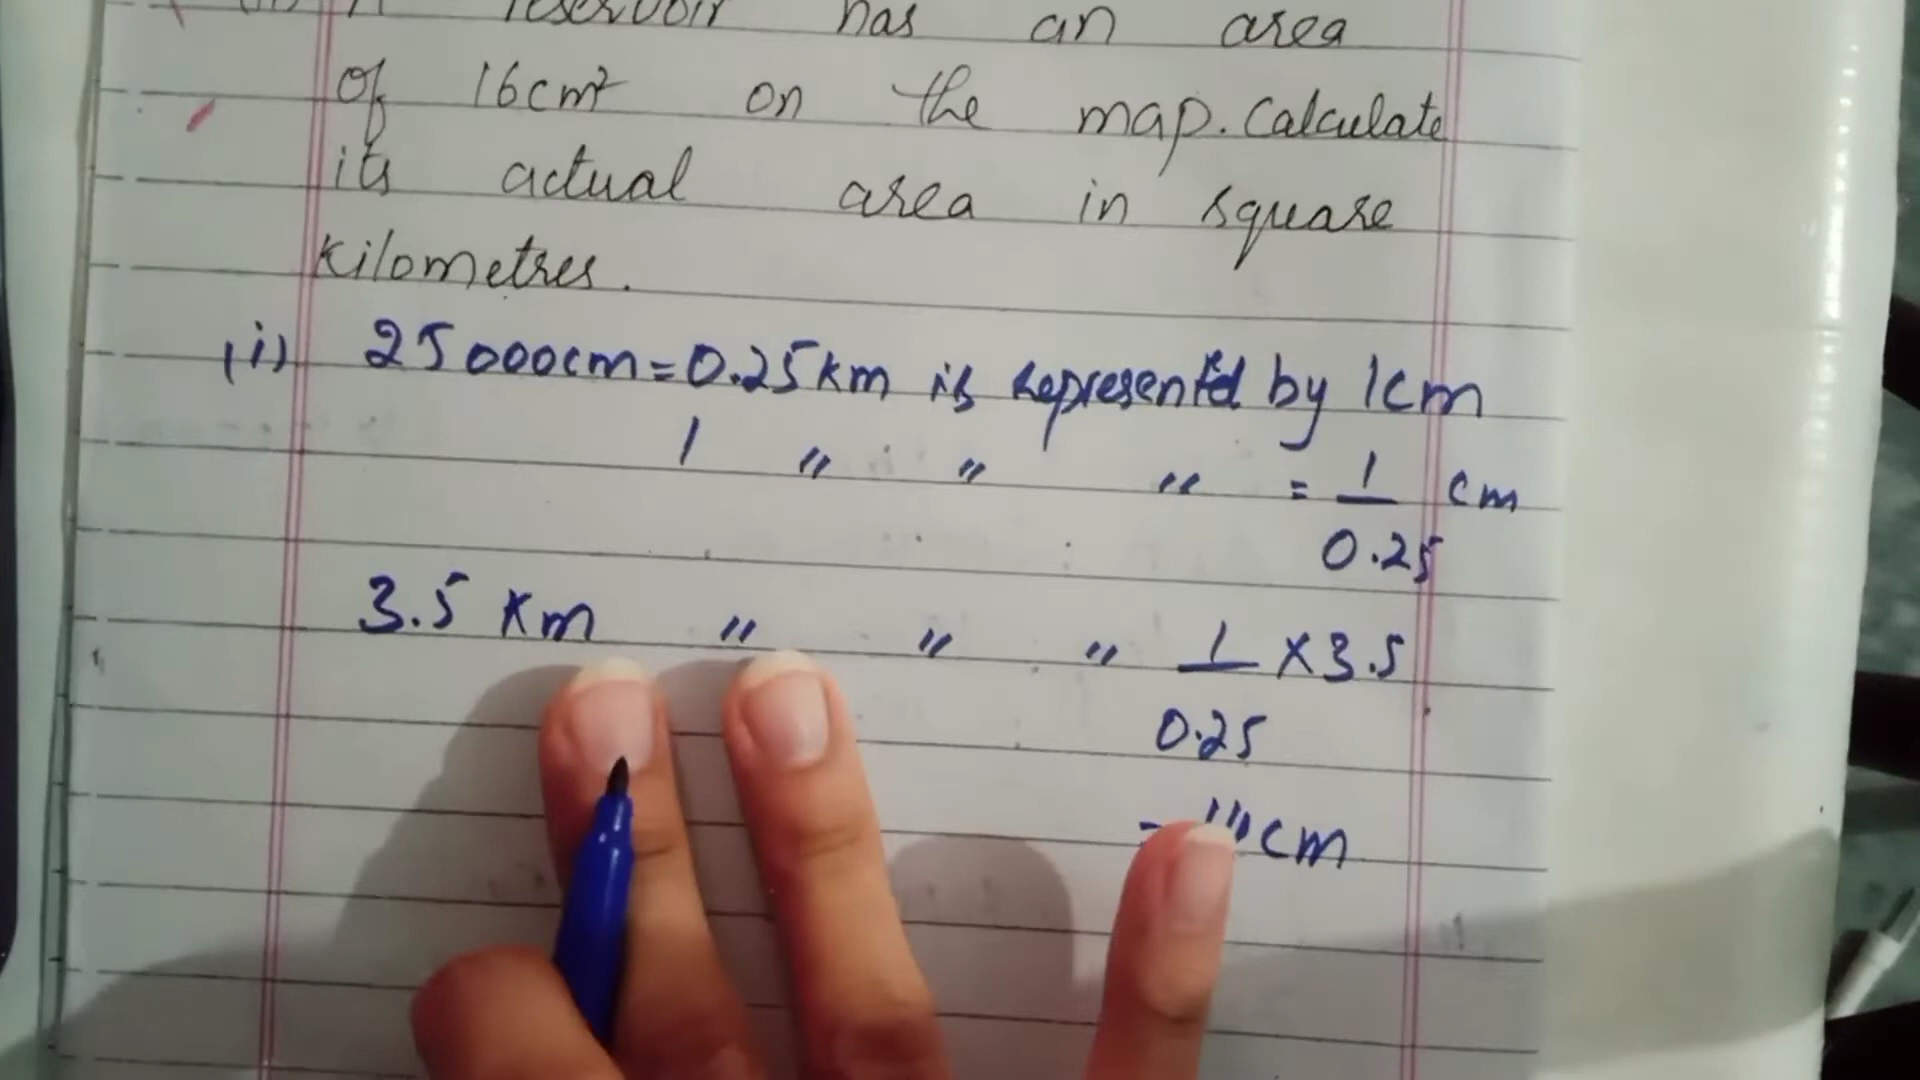 reservoir has an area
of 16cm² on the map. Calculate
its actual area in square
kilometres.
(i) 25000cm = 0.25km is represented by 1cm
1 " " " = 1/0.25 cm
3.5 km " " " 1/0.25 × 3.5
= cm